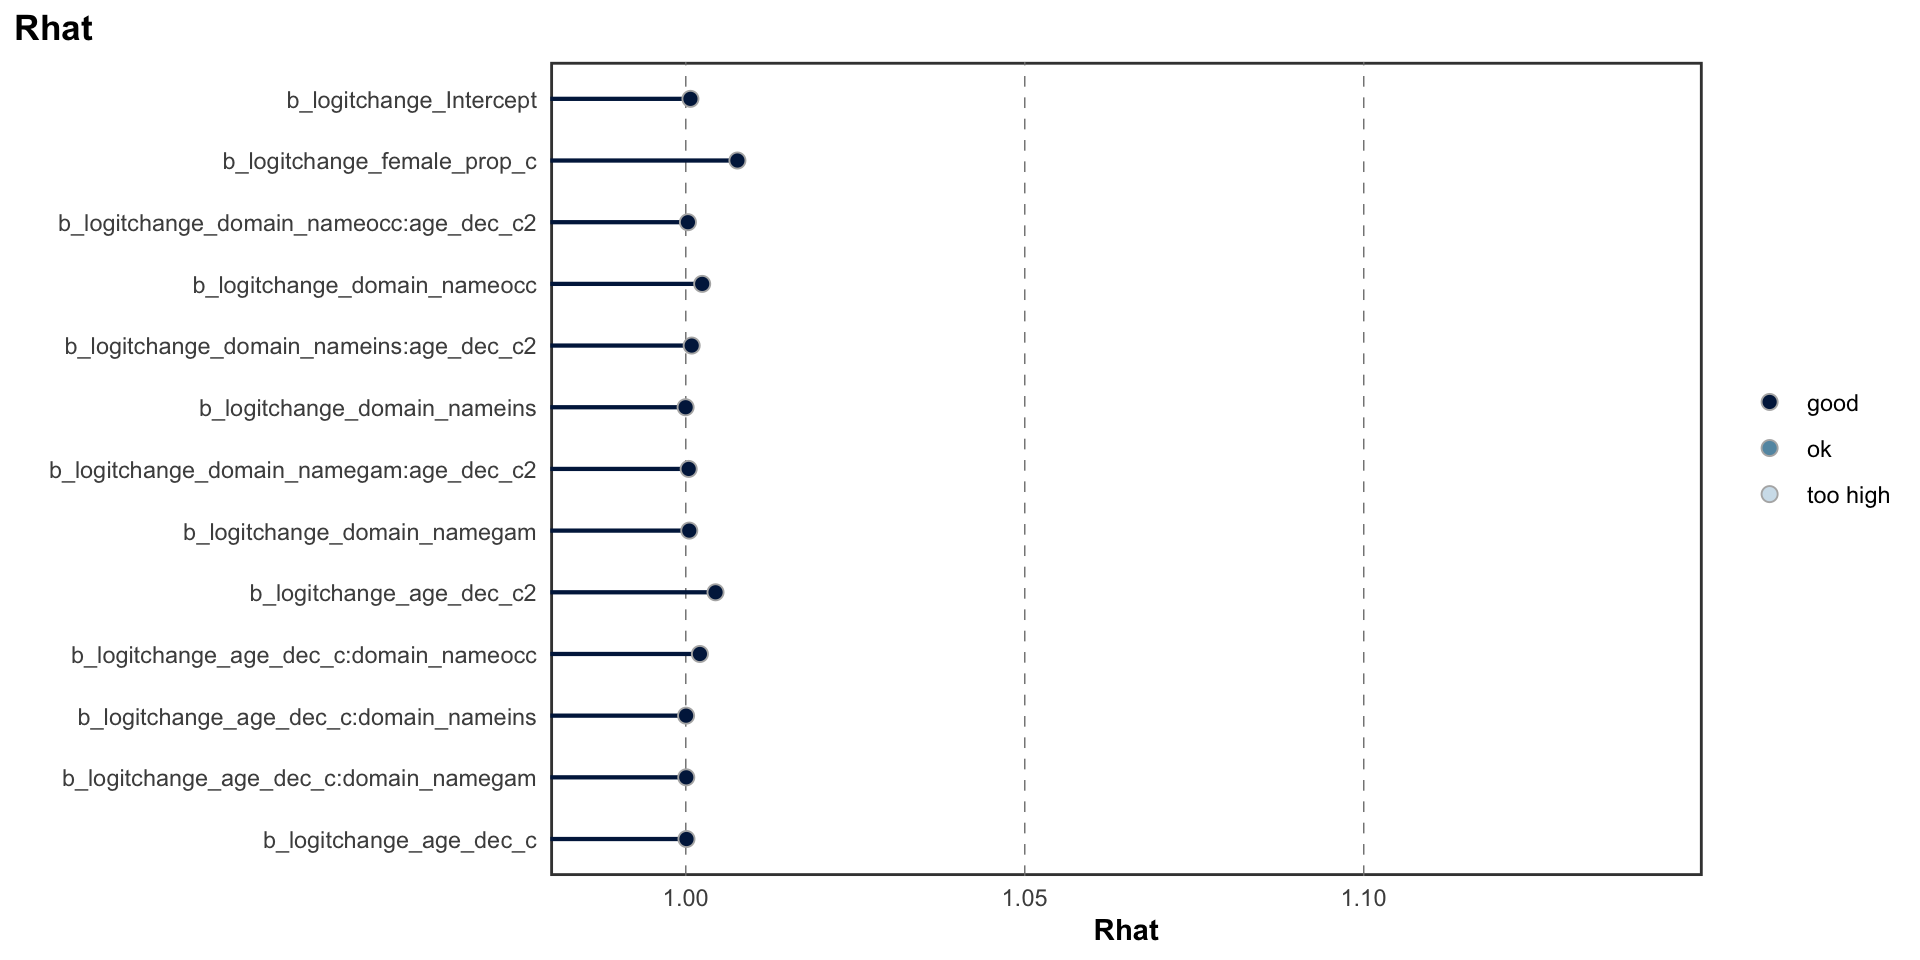 Rhat
b_logitchange_Intercept
b_logitchange_female_prop_c
b_logitchange_domain_nameocc:age_dec_c2
b_logitchange_domain_nameocc
b_logitchange_domain_nameins:age_dec_c2
b_logitchange_domain_nameins
b_logitchange_domain_namegam:age_dec_c2
b_logitchange_domain_namegam
b_logitchange_age_dec_c2
b_logitchange_age_dec_c:domain_nameocc
b_logitchange_age_dec_c:domain_nameins
b_logitchange_age_dec_c:domain_namegam
b_logitchange_age_dec_c
1.00 1.05 1.10
Rhat
good
ok
too high